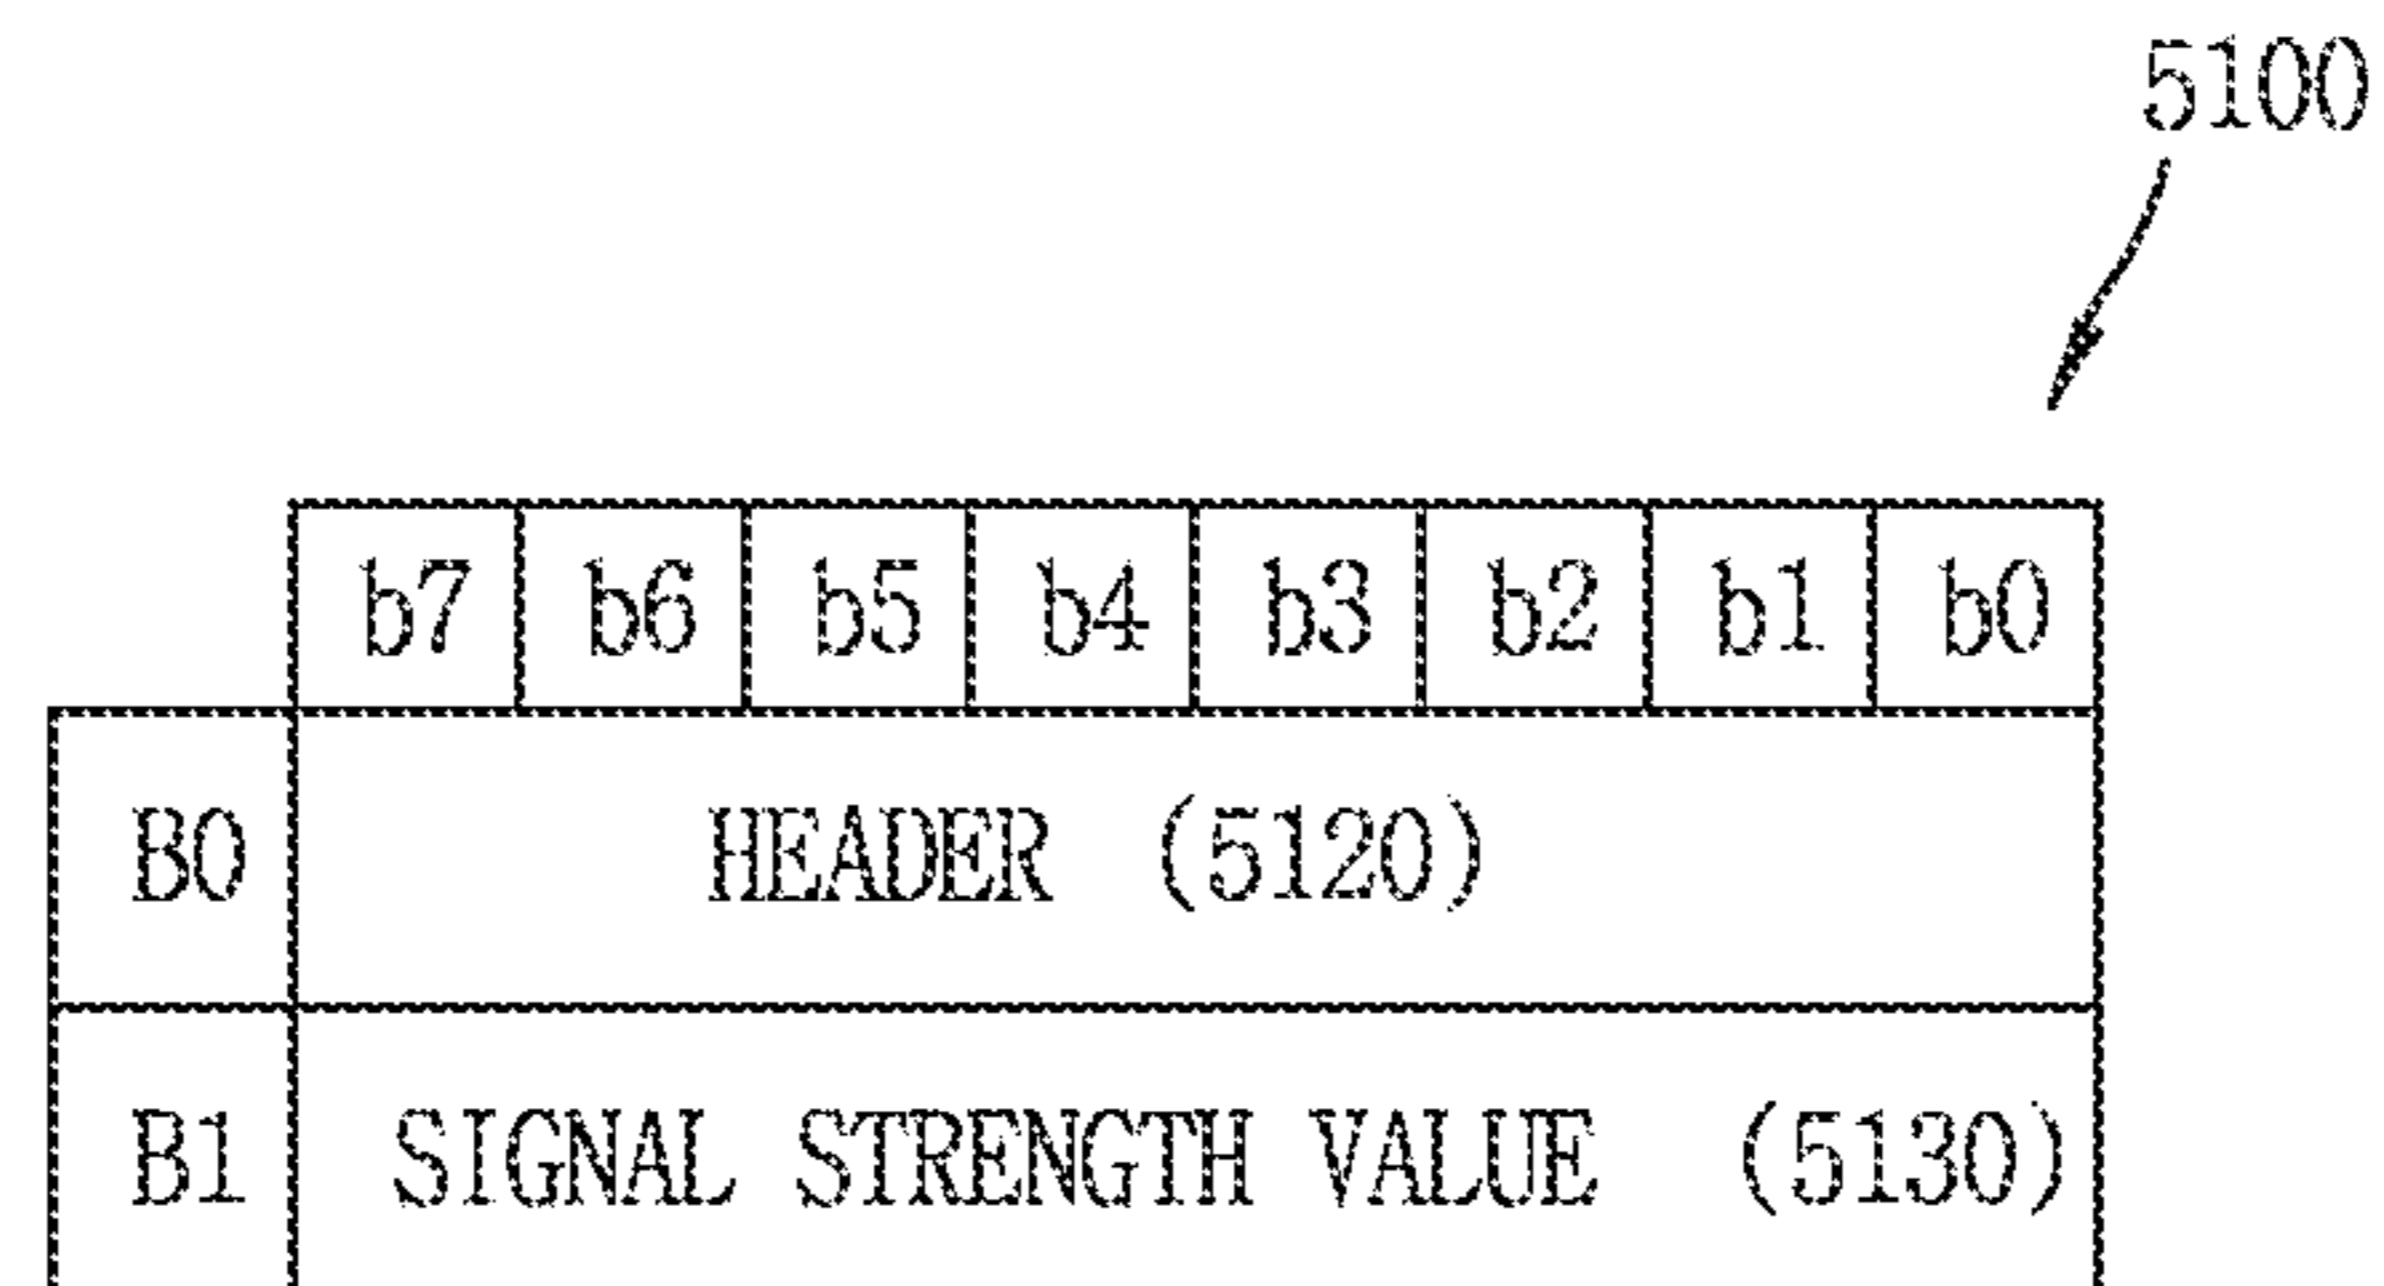 5100
b7 b6 b5 b4 b3 b2 b1 b0
B0 HEADER (5120)
B1 SIGNAL STRENGTH VALUE (5130)